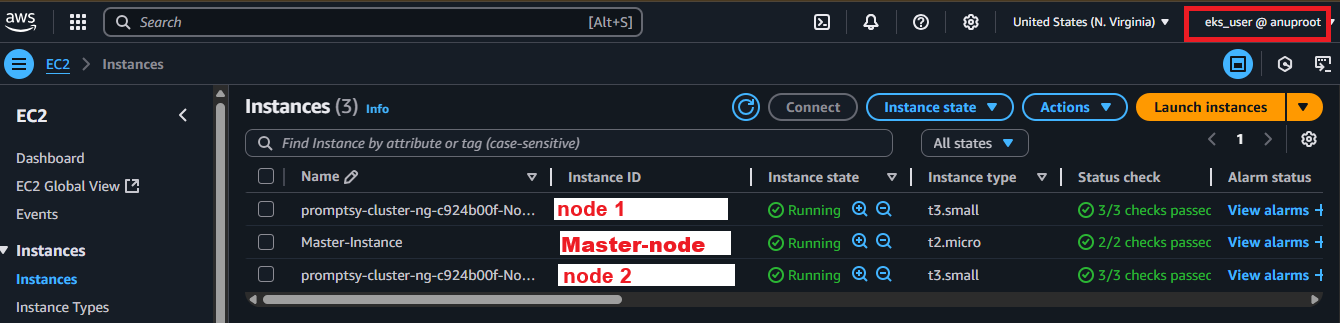 aws Search [Alt+S] United States (N. Virginia) eks_user @ anuproot
EC2 Instances
EC2
Dashboard
EC2 Global View
Events
Instances
Instances
Instance Types
Instances (3) Info Connect Instance state Actions Launch instances
Find Instance by attribute or tag (case-sensitive) All states 1
Name Instance ID Instance state Instance type Status check Alarm status
promptsy-cluster-ng-c924b00f-No... node 1 Running t3.small 3/3 checks passec View alarms +
Master-Instance Master-node Running t2.micro 2/2 checks passec View alarms +
promptsy-cluster-ng-c924b00f-No... node 2 Running t3.small 3/3 checks passec View alarms +